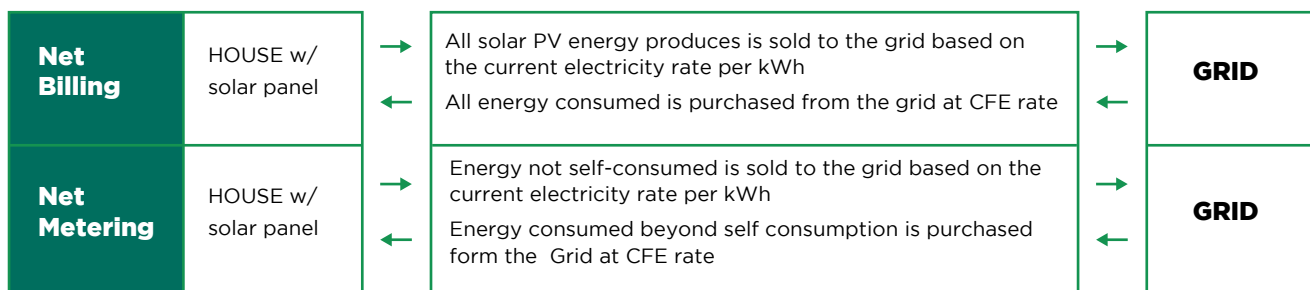 Net
Billing
HOUSE w/
solar panel
All solar PV energy produces is sold to the grid based on
the current electricity rate per kWh
All energy consumed is purchased from the grid at CFE rate
GRID
Net
Metering
HOUSE w/
solar panel
Energy not self-consumed is sold to the grid based on the
current electricity rate per kWh
Energy consumed beyond self consumption is purchased
form the Grid at CFE rate
GRID